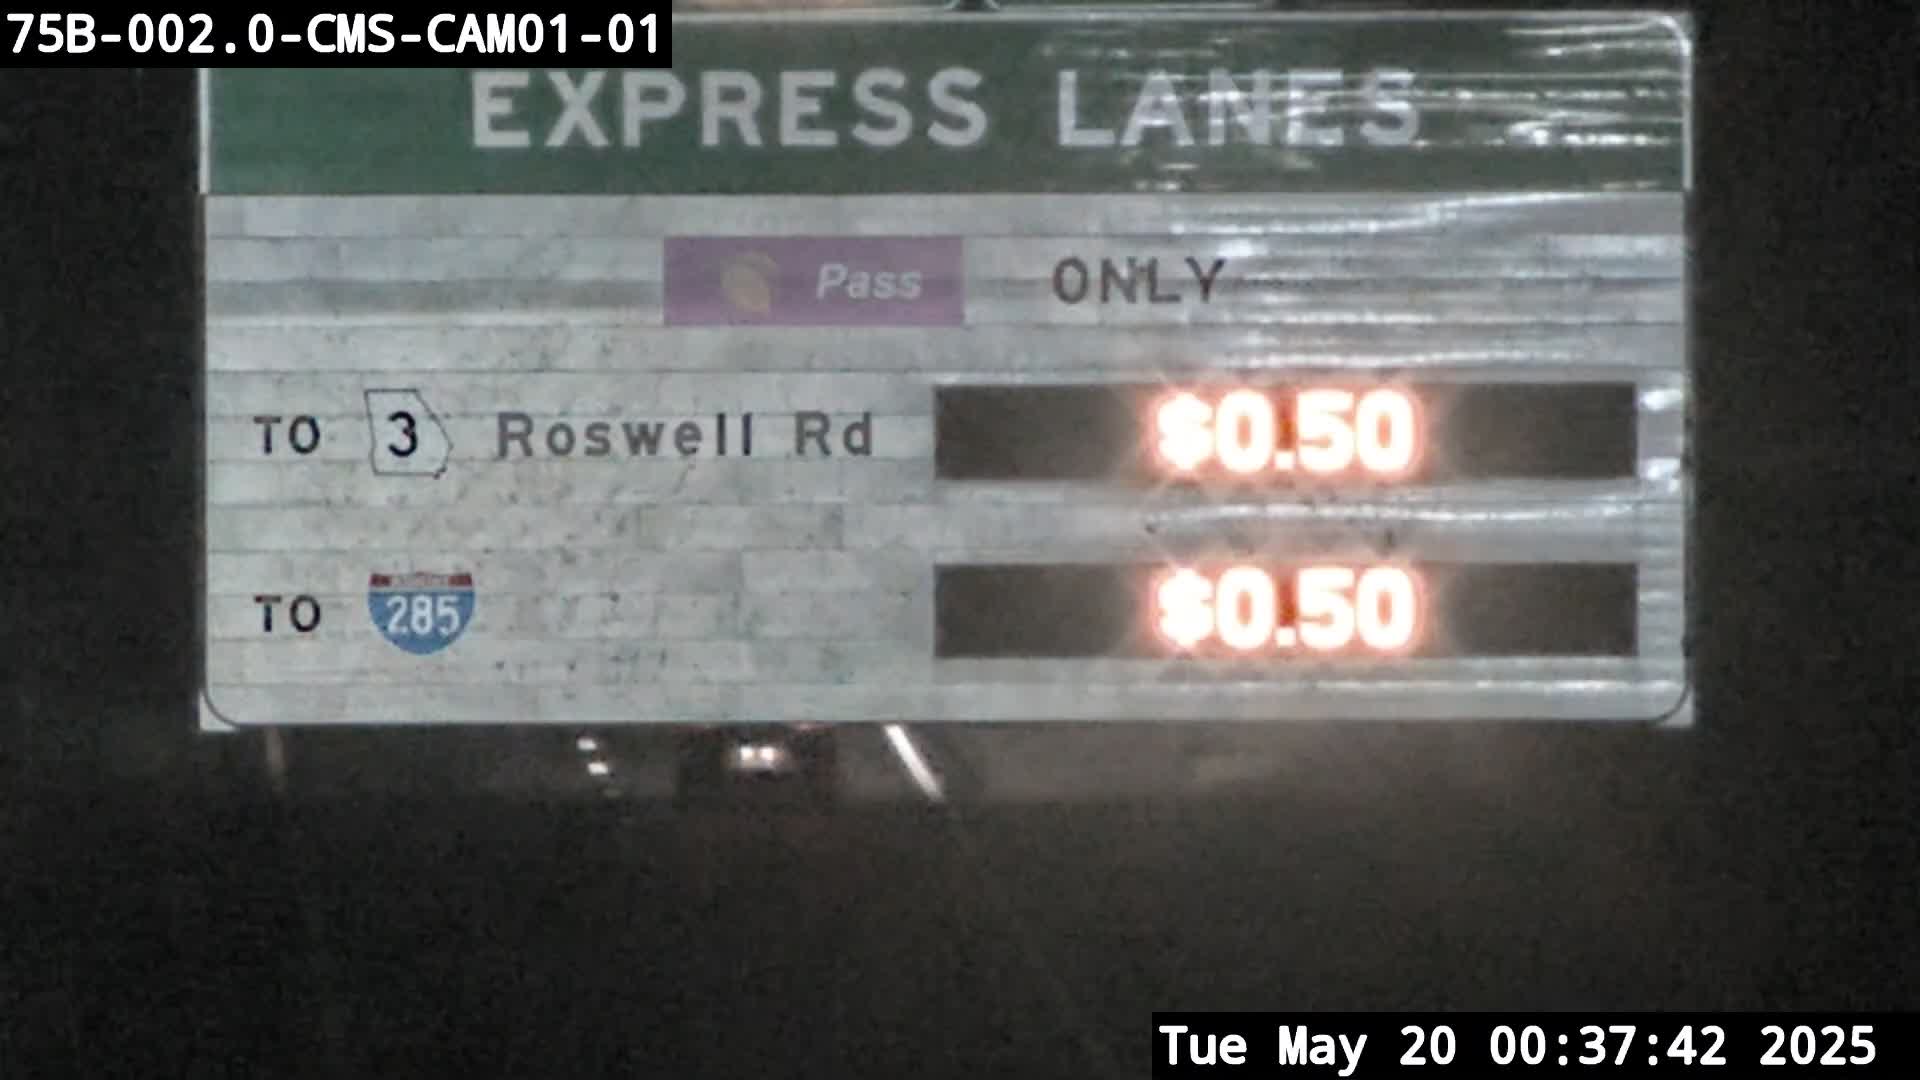 75B-002.0-CMS-CAM01-01
EXPRESS LANES
Pass ONLY
TO 3 Roswell Rd $0.50
TO 285 $0.50
Tue May 20 00:37:42 2025